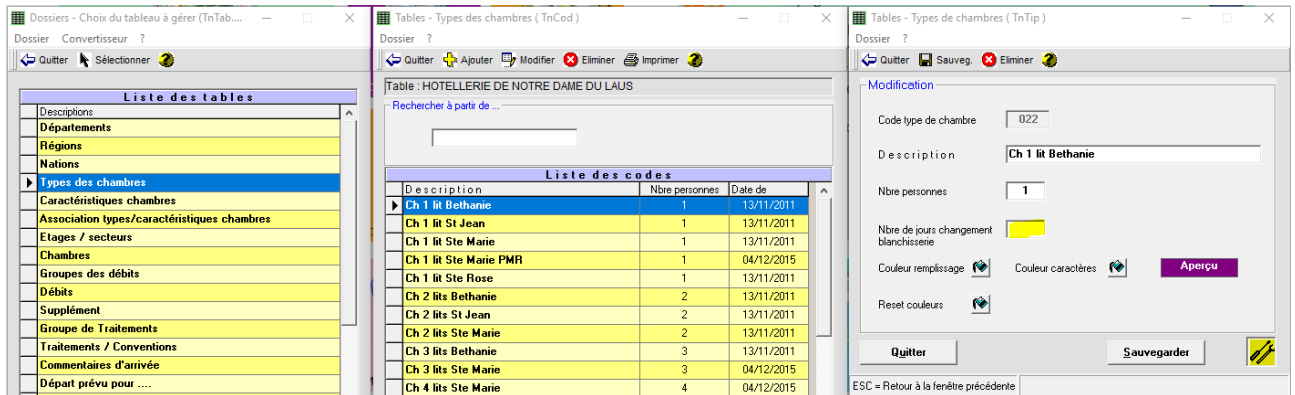 Dossiers - Choix du tableau à gérer (TnTab....
Dossier Convertisseur ?
Quitter Sélectionner
Liste des tables
Descriptions
Départements
Régions
Nations
Types des chambres
Caractéristiques chambres
Association types/caractéristiques chambres
Etages / secteurs
Chambres
Groupes des débits
Débits
Supplément
Groupe de Traitements
Traitements / Conventions
Commentaires d'arrivée
Départ prévu pour ....
Tables - Types des chambres ( TnCod )
Dossier ?
Quitter Ajouter Modifier Eliminer Imprimer
Table : HOTELLERIE DE NOTRE DAME DU LAUS
Rechercher à partir de ...
Liste des codes
Description Nbre personnes Date de
Ch 1 lit Bethanie 1 13/11/2011
Ch 1 lit St Jean 1 13/11/2011
Ch 1 lit Ste Marie 1 13/11/2011
Ch 1 lit Ste Marie PMR 1 04/12/2015
Ch 1 lit Ste Rose 1 13/11/2011
Ch 2 lits Bethanie 2 13/11/2011
Ch 2 lits St Jean 2 13/11/2011
Ch 2 lits Ste Marie 2 13/11/2011
Ch 3 lits Bethanie 3 13/11/2011
Ch 3 lits Ste Marie 3 04/12/2015
Ch 4 lits Ste Marie 4 04/12/2015
Tables - Types de chambres ( TnTip )
Dossier ?
Quitter Sauveg. Eliminer
Modification
Code type de chambre 022
Description Ch 1 lit Bethanie
Nbre personnes 1
Nbre de jours changement
blanchisserie
Couleur remplissage Couleur caractères Aperçu
Reset couleurs
Quitter Sauvegarder
ESC = Retour à la fenêtre précédente